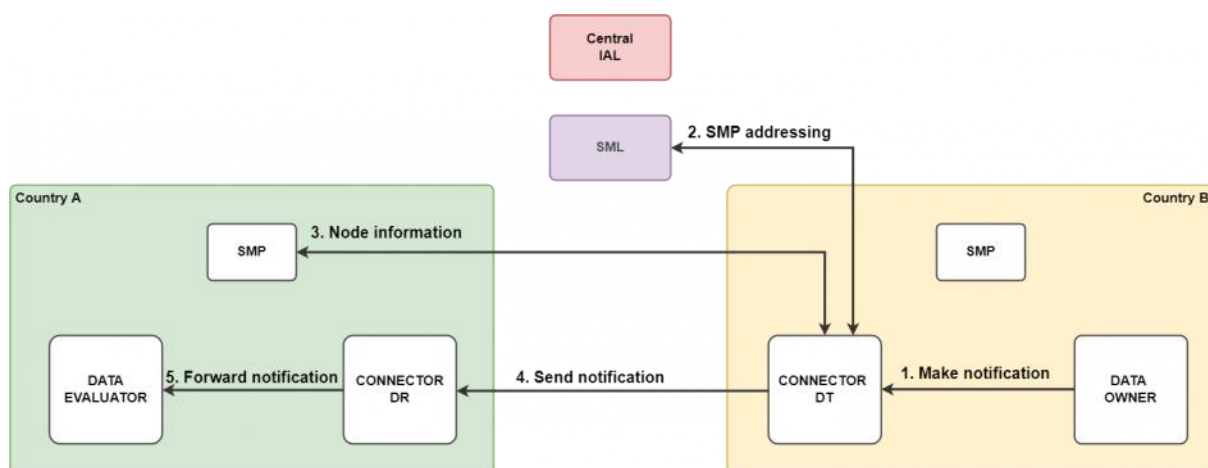 Central
IAL
SML
2. SMP addressing
Country A
Country B
SMP
3. Node information
SMP
DATA
EVALUATOR
5. Forward notification
CONNECTOR
DR
4. Send notification
CONNECTOR
DT
1. Make notification
DATA
OWNER